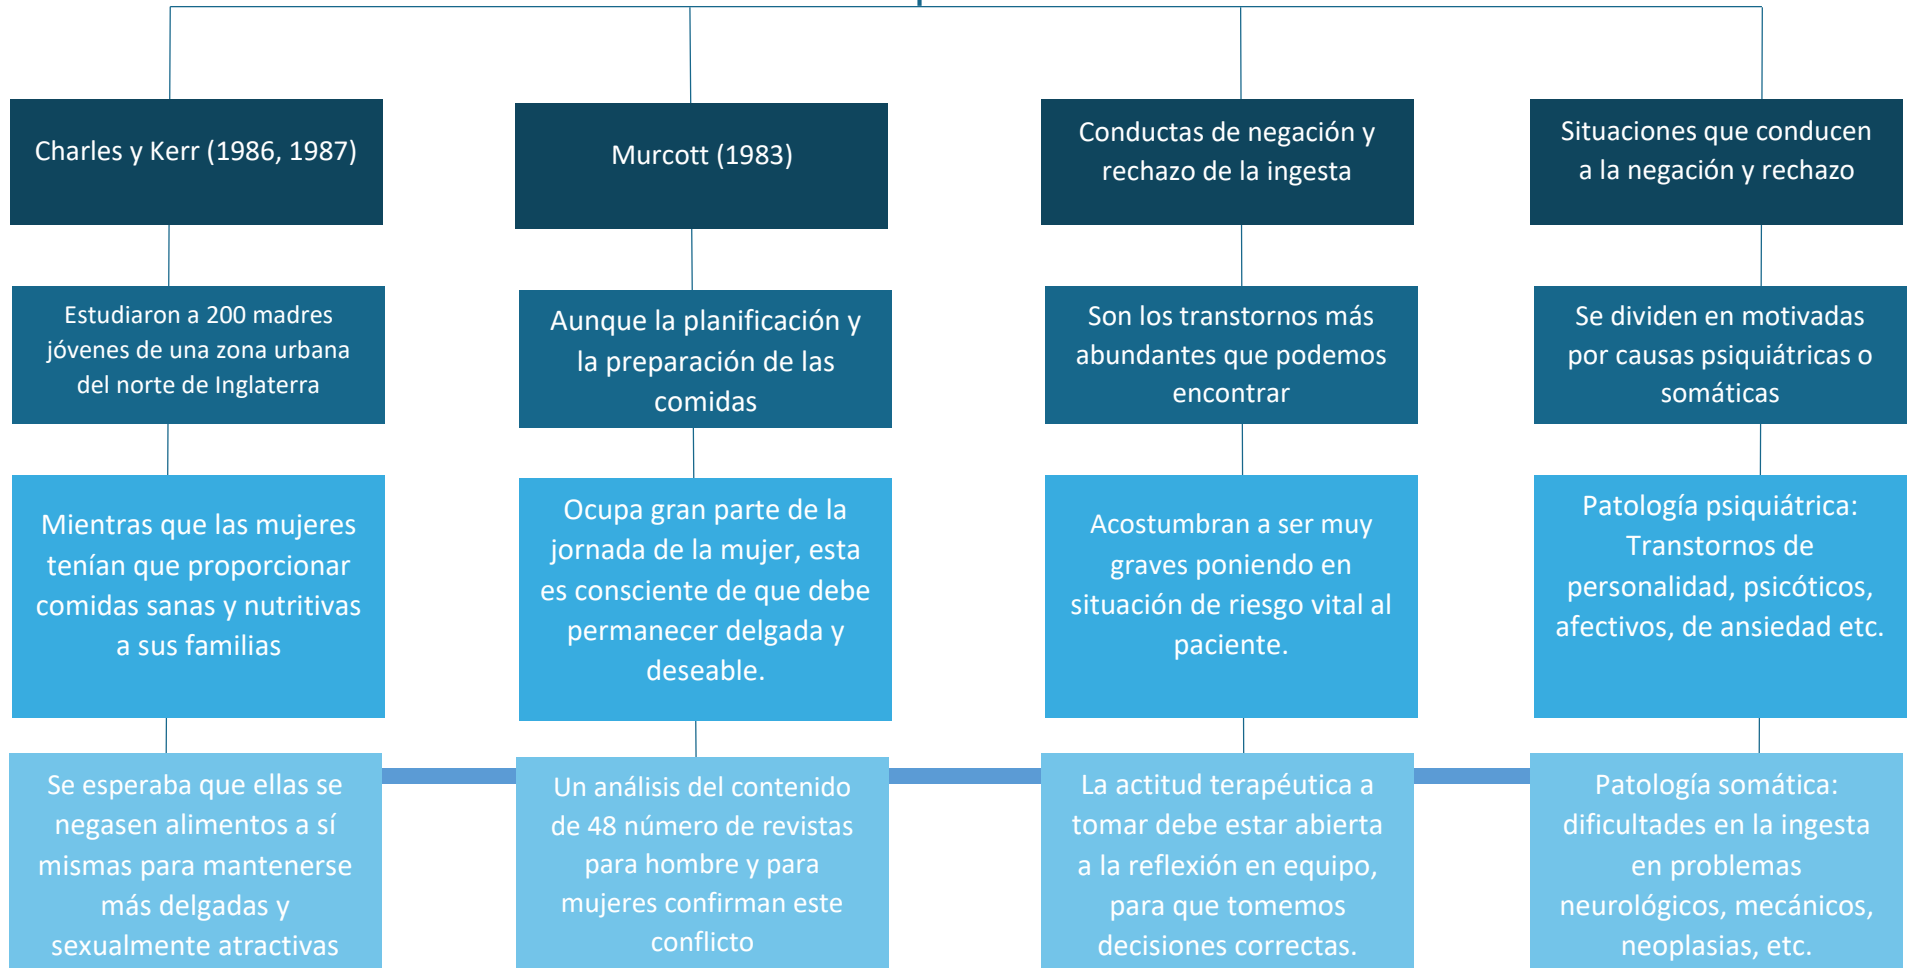 Charles y Kerr (1986, 1987)
Estudiaron a 200 madres
jóvenes de una zona urbana
del norte de Inglaterra
Mientras que las mujeres
tenían que proporcionar
comidas sanas y nutritivas
a sus familias
Se esperaba que ellas se
negasen alimentos a sí
mismas para mantenerse
más delgadas y
sexualmente atractivas
Murcott (1983)
Aunque la planificación y
la preparación de las
comidas
Ocupa gran parte de la
jornada de la mujer, esta
es consciente de que debe
permanecer delgada y
deseable.
Un análisis del contenido
de 48 número de revistas
para hombre y para
mujeres confirman este
conflicto
Conductas de negación y
rechazo de la ingesta
Son los transtornos más
abundantes que podemos
encontrar
Acostumbran a ser muy
graves poniendo en
situación de riesgo vital al
paciente.
La actitud terapéutica a
tomar debe estar abierta
a la reflexión en equipo,
para que tomemos
decisiones correctas.
Situaciones que conducen
a la negación y rechazo
Se dividen en motivadas
por causas psiquiátricas o
somáticas
Patología psiquiátrica:
Transtornos de
personalidad, psicóticos,
afectivos, de ansiedad etc.
Patología somática:
dificultades en la ingesta
en problemas
neurológicos, mecánicos,
neoplasias, etc.